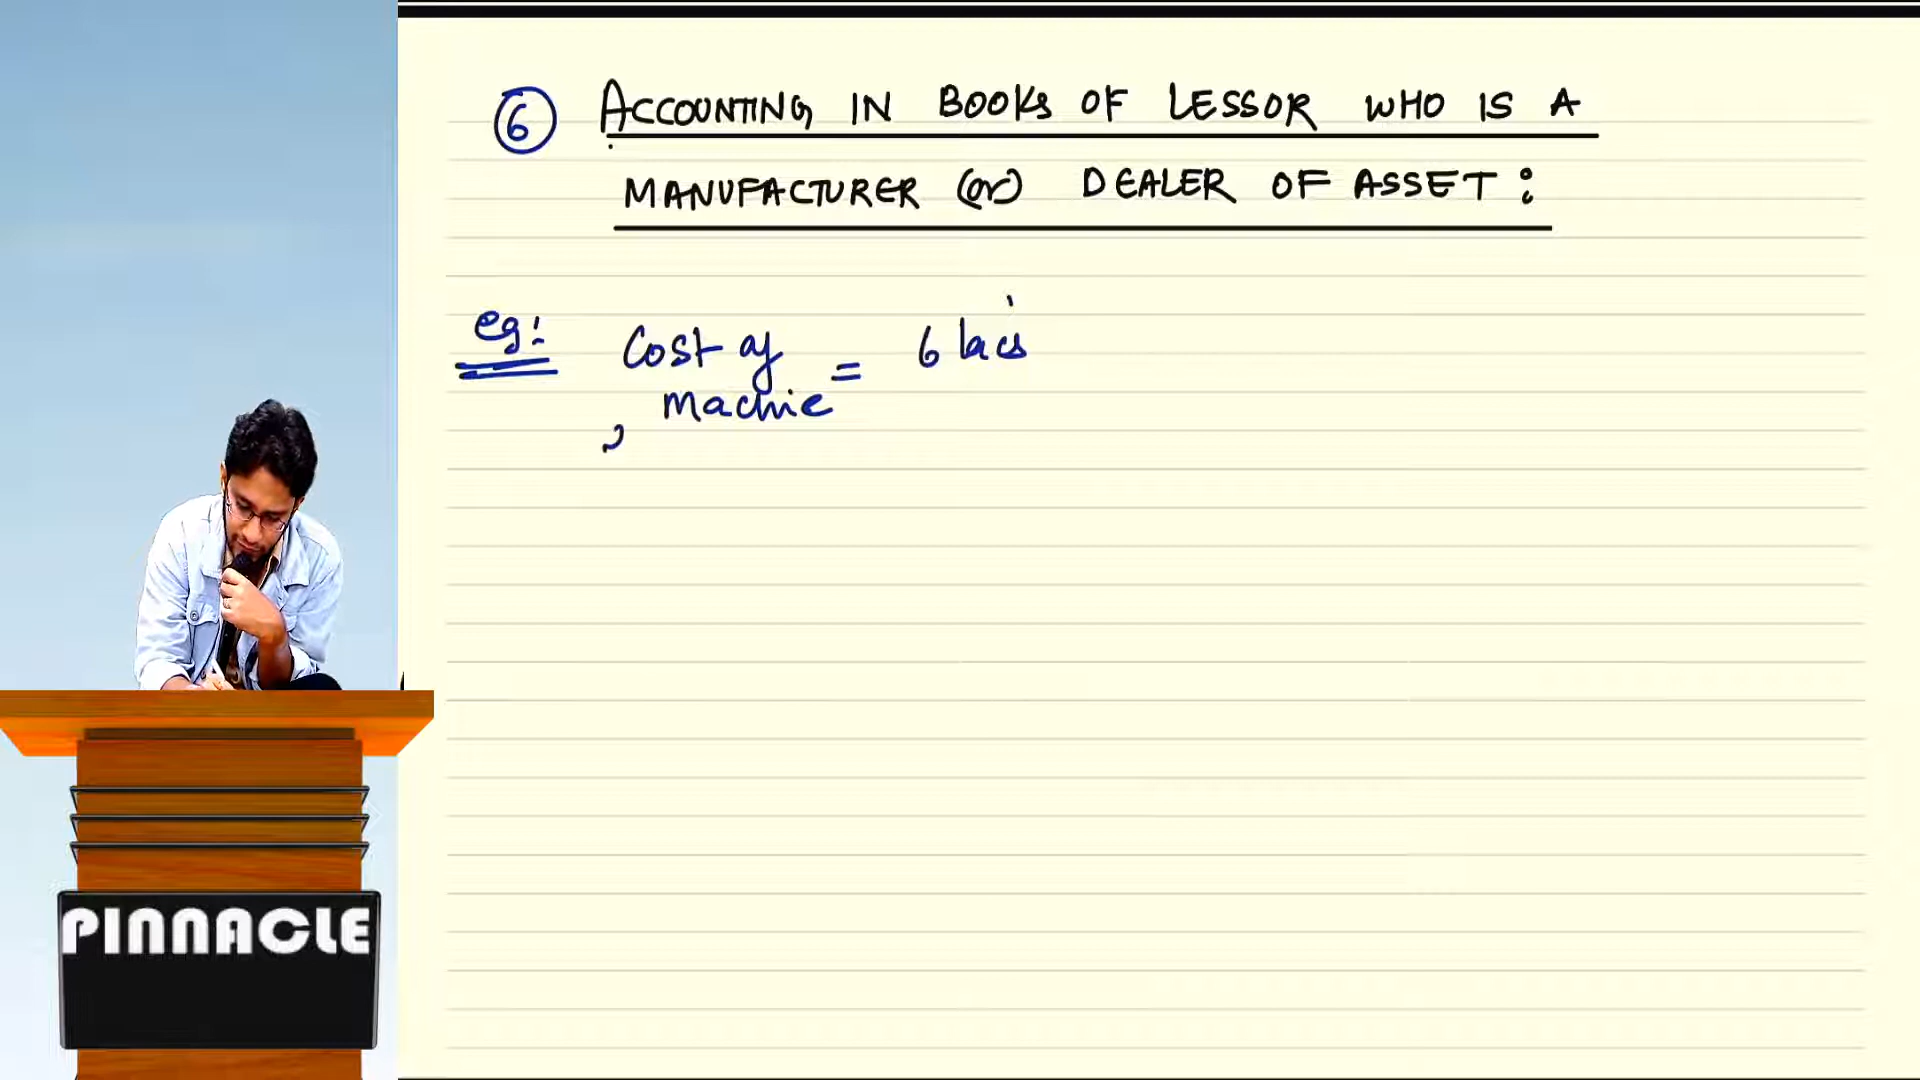 6 ACCOUNTING IN BOOKS OF LESSOR WHO IS A
MANUFACTURER (or) DEALER OF ASSET :
eg: Cost of = 6 lacs
Machie
PINNACLE